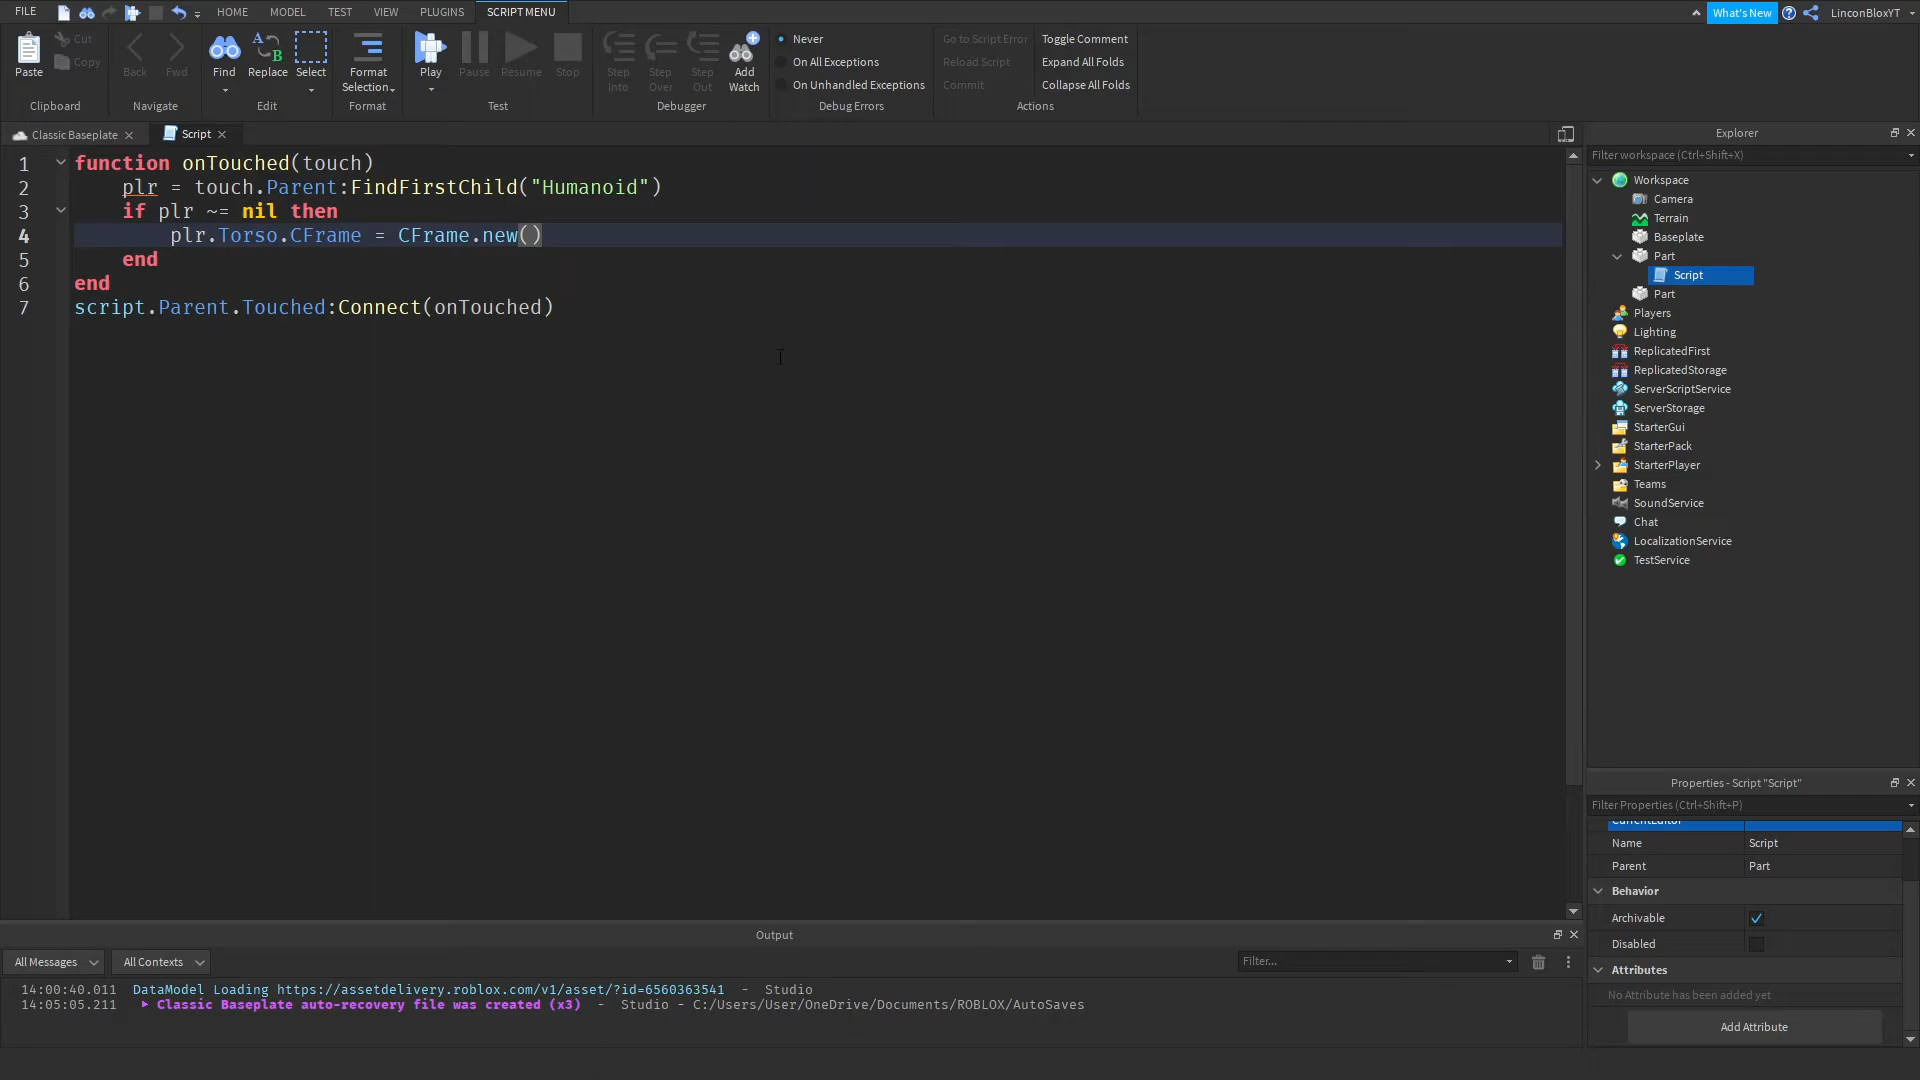 FILE
HOME
MODEL
TEST
VIEW
PLUGINS
SCRIPT MENU
What's New
LinconBloxYT
Paste
Cut
Copy
Clipboard
Back
Fwd
Navigate
Find
Replace
Select
Edit
Format
Selection
Format
Play
Pause
Resume
Stop
Test
Step
Into
Step
Over
Step
Out
Add
Watch
Debugger
Never
On All Exceptions
On Unhandled Exceptions
Debug Errors
Go to Script Error
Reload Script
Commit
Toggle Comment
Expand All Folds
Collapse All Folds
Actions
Classic Baseplate
Script
1 function onTouched(touch)
2 plr = touch.Parent:FindFirstChild("Humanoid")
3 if plr ~= nil then
4 plr.Torso.CFrame = CFrame.new()
5 end
6 end
7 script.Parent.Touched:Connect(onTouched)
Explorer
Filter workspace (Ctrl+Shift+X)
Workspace
Camera
Terrain
Baseplate
Part
Script
Part
Players
Lighting
ReplicatedFirst
ReplicatedStorage
ServerScriptService
ServerStorage
StarterGui
StarterPack
StarterPlayer
Teams
SoundService
Chat
LocalizationService
TestService
Properties - Script "Script"
Filter Properties (Ctrl+Shift+P)
CurrentEditor
Name Script
Parent Part
Behavior
Archivable
Disabled
Attributes
No Attribute has been added yet
Add Attribute
Output
All Messages
All Contexts
Filter...
14:00:40.011 DataModel Loading https://assetdelivery.roblox.com/v1/asset/?id=6560363541 - Studio
14:05:05.211 Classic Baseplate auto-recovery file was created (x3) - Studio - C:/Users/User/OneDrive/Documents/ROBLOX/AutoSaves